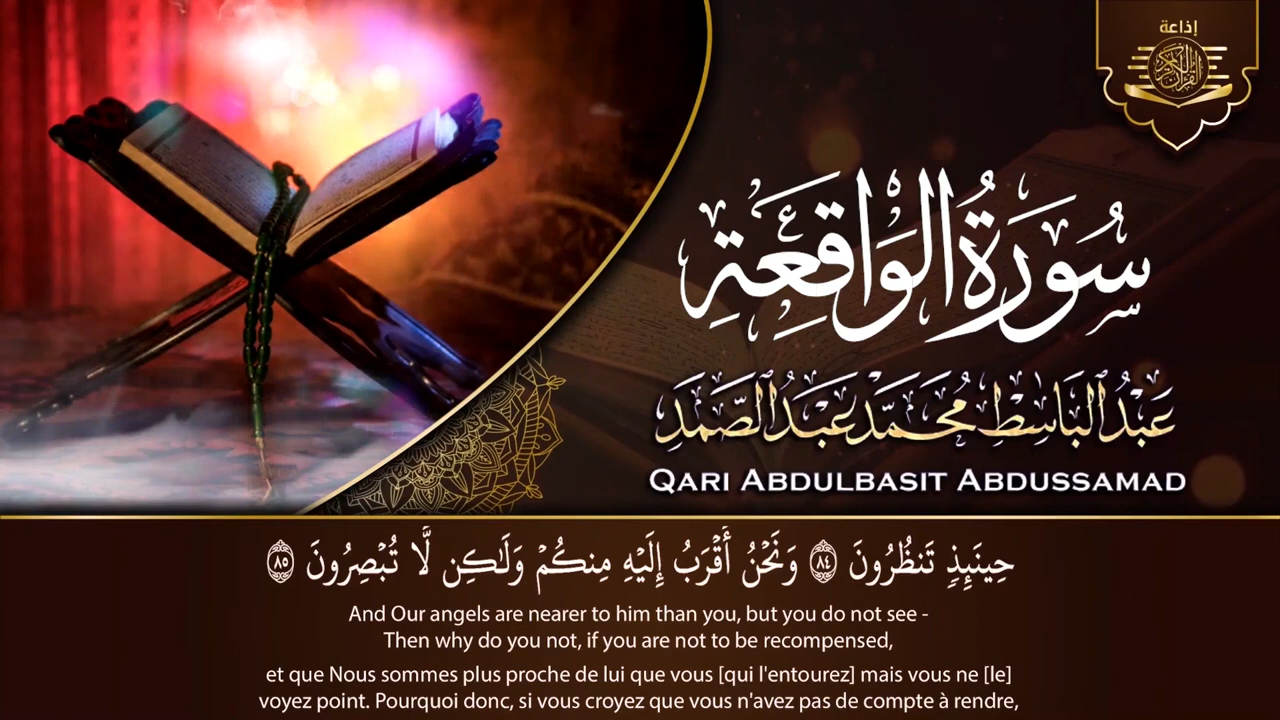 إذاعة
القرآن الكريم
سُورَةُ الوَاقِعَةِ
عَبْدُ الْبَاسِطِ مُحَمَّد عَبْدُ الصَّمَدِ
QARI ABDULBASIT ABDUSSAMAD
حِينَئِذٍ تَنظُرُونَ ٨٤ وَنَحْنُ أَقْرَبُ إِلَيْهِ مِنكُمْ وَلَٰكِن لَّا تُبْصِرُونَ ٨٥
And Our angels are nearer to him than you, but you do not see -
Then why do you not, if you are not to be recompensed,
et que Nous sommes plus proche de lui que vous [qui l'entourez] mais vous ne [le]
voyez point. Pourquoi donc, si vous croyez que vous n'avez pas de compte à rendre,